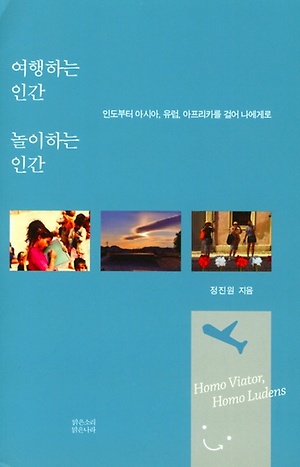 여행하는
인간
인도부터 아시아, 유럽, 아프리카를 걸어 나에게로
놀이하는
인간
정진원 지음
Homo Viator,
Homo Ludens
맑은소리
맑은나라